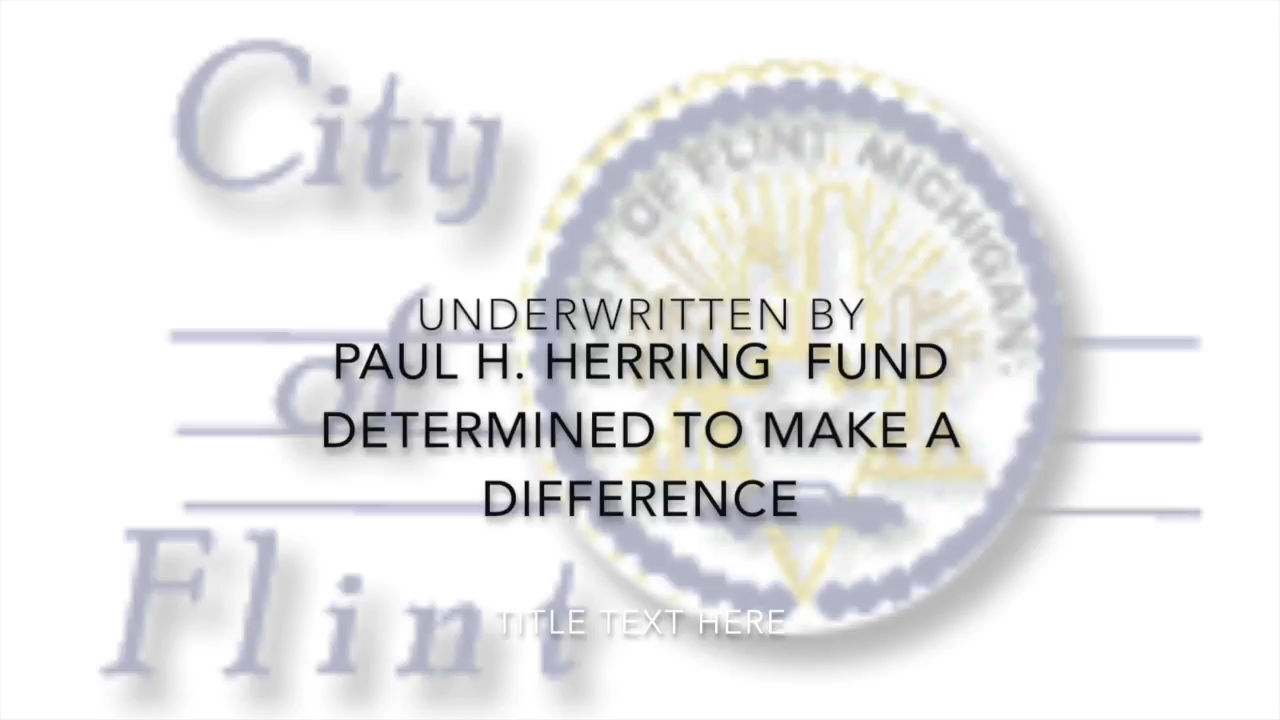 City
of
Flint
CITY OF FLINT, MICHIGAN
UNDERWRITTEN BY
PAUL H. HERRING FUND
DETERMINED TO MAKE A
DIFFERENCE
TITLE TEXT HERE